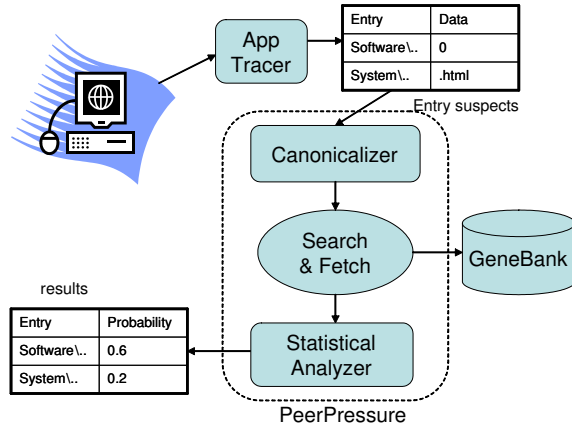 App
Tracer
Entry Data
Software\.. 0
System\.. .html
Entry suspects
Canonicalizer
Search
& Fetch
GeneBank
results
Entry Probability
Software\.. 0.6
System\.. 0.2
Statistical
Analyzer
PeerPressure